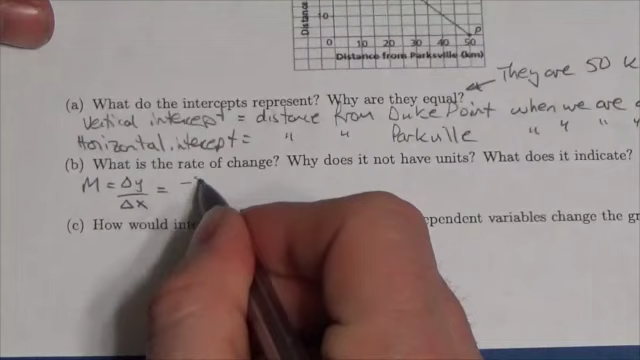 Distance
10
P
0 10 20 30 40 50
Distance from Parksville (km)
They are 50 k
(a) What do the intercepts represent? Why are they equal?
Vertical intercept = distance from Duke Point when we are
Horizontal intercept = " " Parkville " " " "
(b) What is the rate of change? Why does it not have units? What does it indicate?
M = Δy/Δx = -
(c) How would ependent variables change the gr